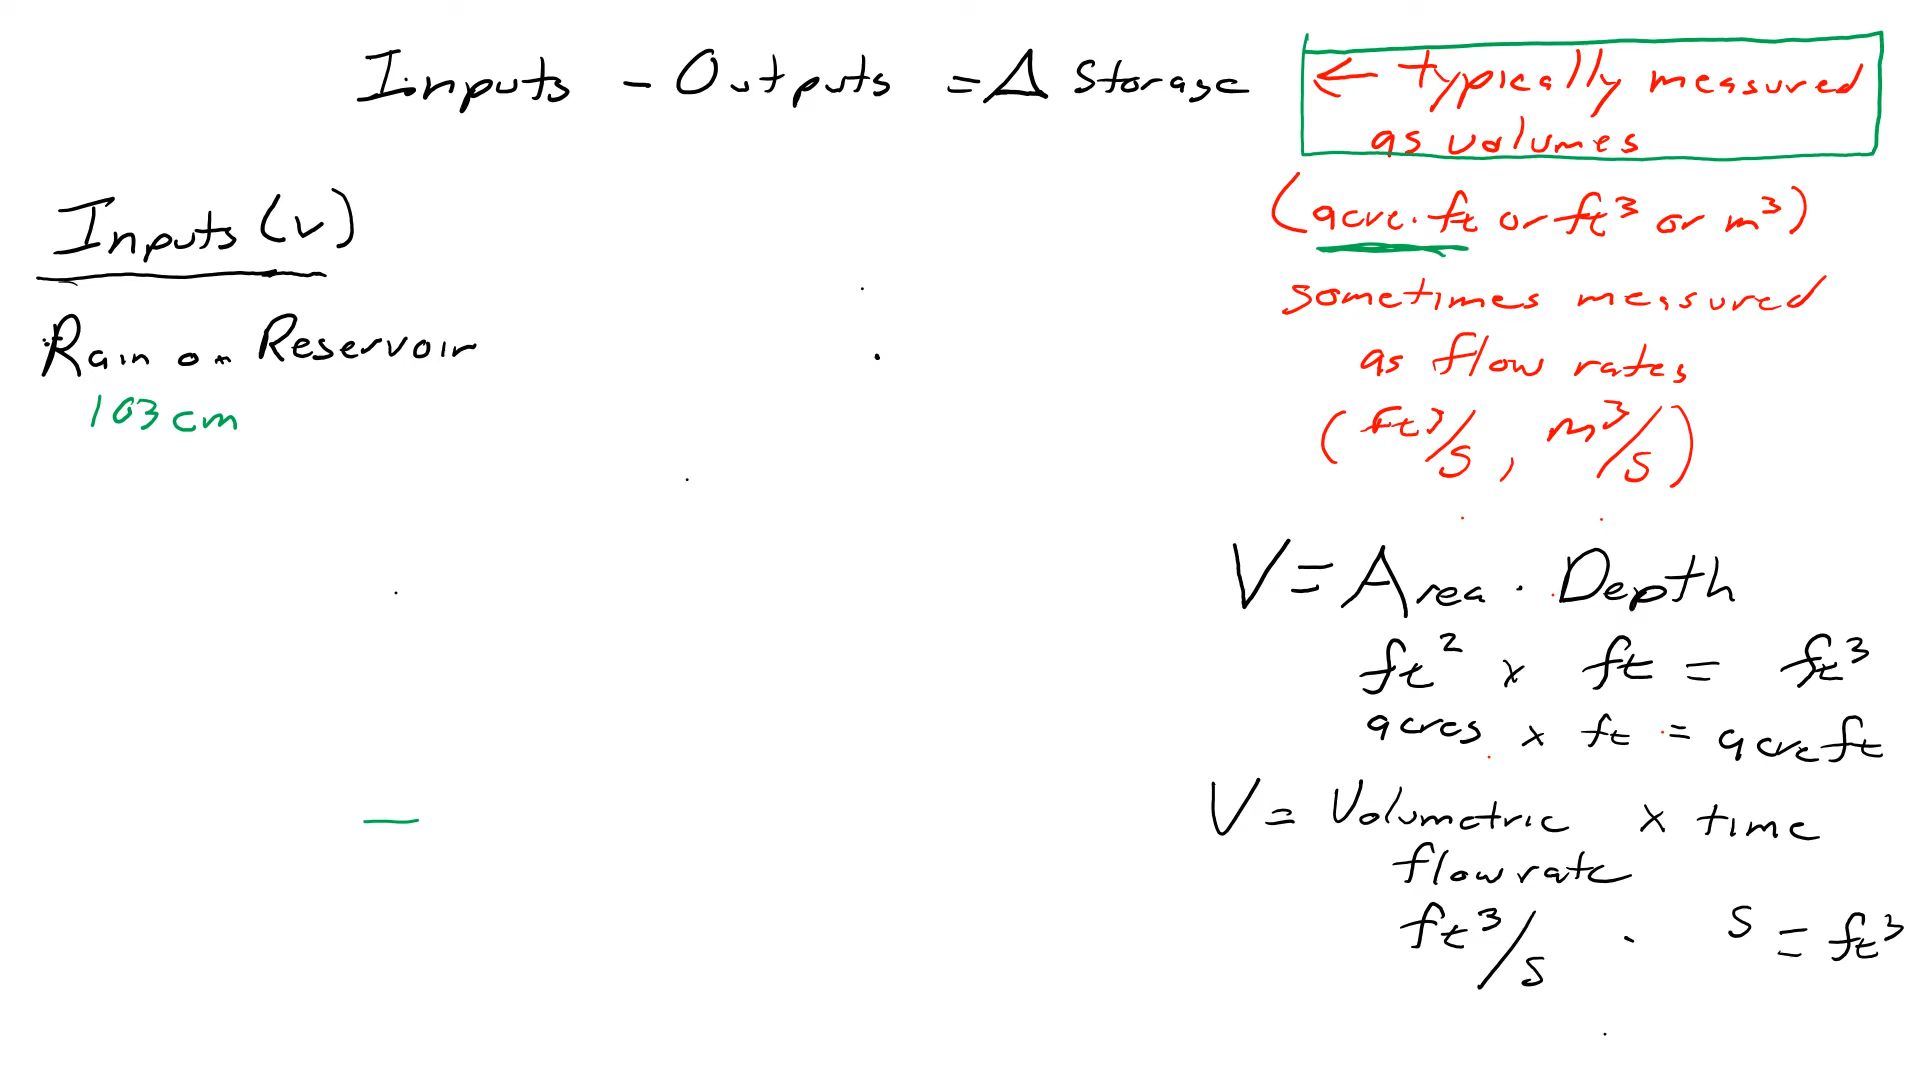 Inputs - Outputs = Δ Storage
← typically measured
as volumes
(acre·ft or ft³ or m³)
sometimes measured
as flow rates
(ft³/s, m³/s)
Inputs (V)
Rain on Reservoir
103 cm
V = Area · Depth
ft² x ft = ft³
acres x ft = acre ft
V = Volumetric x time
flow rate
ft³/s · s = ft³